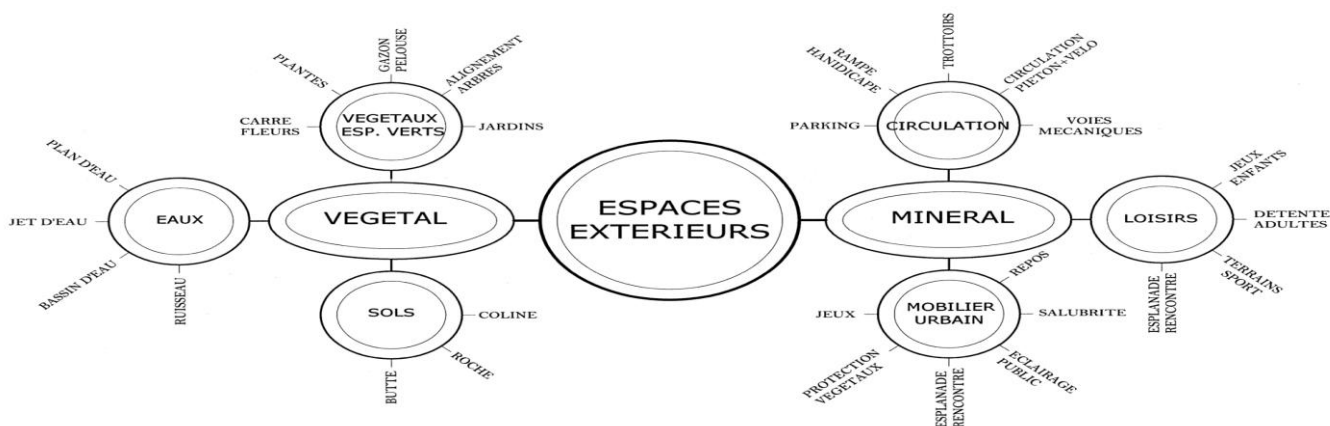 ESPACES
EXTERIEURS
VEGETAL
VEGETAUX
ESP. VERTS
CARRE
FLEURS
PLANTES
GAZON
PELOUSE
ALIGNEMENT
ARBRES
JARDINS
EAUX
PLAN D'EAU
JET D'EAU
BASSIN D'EAU
RUISSEAU
SOLS
COLINE
ROCHE
BUTTE
MINERAL
CIRCULATION
PARKING
RAMPE
HANDICAPE
TROTTOIRS
CIRCULATION
PIETON+VELO
VOIES
MECANIQUES
LOISIRS
JEUX
ENFANTS
DETENTE
ADULTES
TERRAINS
SPORT
ESPLANADE
RENCONTRE
MOBILIER
URBAIN
REPOS
SALUBRITE
ECLAIRAGE
PUBLIC
ESPLANADE
RENCONTRE
PROTECTION
VEGETAUX
JEUX